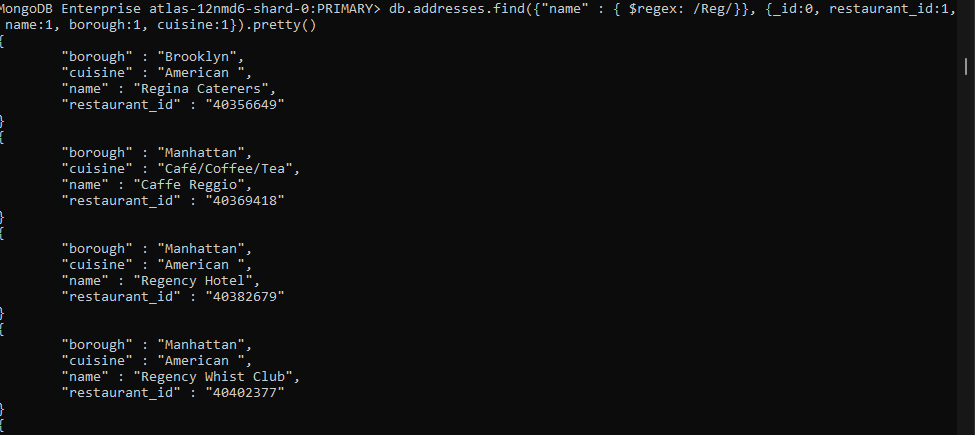 MongoDB Enterprise atlas-12nmd6-shard-0:PRIMARY> db.addresses.find({"name" : { $regex: /Reg/}}, {_id:0, restaurant_id:1,
name:1, borough:1, cuisine:1}).pretty()
{
"borough" : "Brooklyn",
"cuisine" : "American ",
"name" : "Regina Caterers",
"restaurant_id" : "40356649"
}
{
"borough" : "Manhattan",
"cuisine" : "Café/Coffee/Tea",
"name" : "Caffe Reggio",
"restaurant_id" : "40369418"
}
{
"borough" : "Manhattan",
"cuisine" : "American ",
"name" : "Regency Hotel",
"restaurant_id" : "40382679"
}
{
"borough" : "Manhattan",
"cuisine" : "American ",
"name" : "Regency Whist Club",
"restaurant_id" : "40402377"
}
{